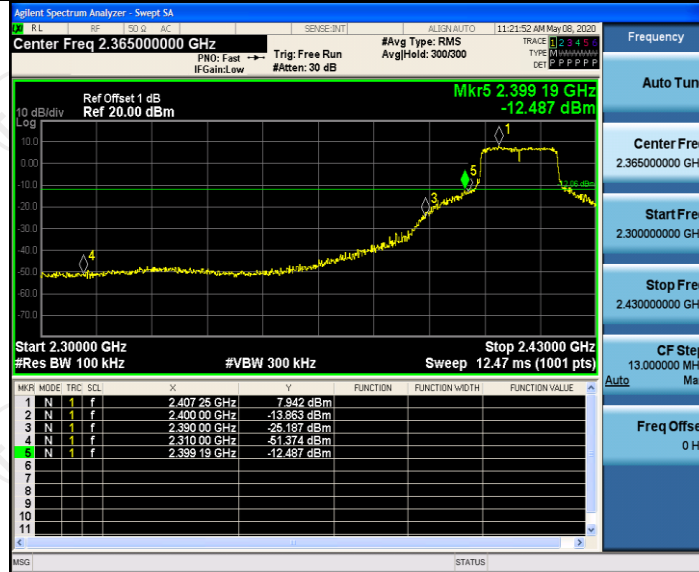 Agilent Spectrum Analyzer - Swept SA
RL RF 50 Ω AC SENSE:INT ALIGN AUTO 11:21:52 AM May 08, 2020
Center Freq 2.365000000 GHz
PNO: Fast
IFGain:Low
Trig: Free Run
#Atten: 30 dB
#Avg Type: RMS
Avg|Hold: 300/300
TRACE 1 2 3 4 5 6
TYPE M
DET P P P P P P
Frequency
Auto Tun
Ref Offset 1 dB
10 dB/div Ref 20.00 dBm
Log
Mkr5 2.399 19 GHz
-12.487 dBm
10.0
0.00
-10.0
-20.0
-30.0
-40.0
-50.0
-60.0
-70.0
1
5
3
4
Center Fre
2.365000000 GH
Start Fre
2.300000000 GH
Stop Fre
2.430000000 GH
Start 2.30000 GHz Stop 2.43000 GHz
#Res BW 100 kHz #VBW 300 kHz Sweep 12.47 ms (1001 pts)
CF Ste
13.000000 MH
Auto Ma
MKR MODE TRC SCL X Y FUNCTION FUNCTION WIDTH FUNCTION VALUE
1 N 1 f 2.407 25 GHz 7.942 dBm
2 N 1 f 2.400 00 GHz -13.863 dBm
3 N 1 f 2.390 00 GHz -25.187 dBm
4 N 1 f 2.310 00 GHz -51.374 dBm
5 N 1 f 2.399 19 GHz -12.487 dBm
6
7
8
9
10
11
Freq Offse
0 H
MSG STATUS